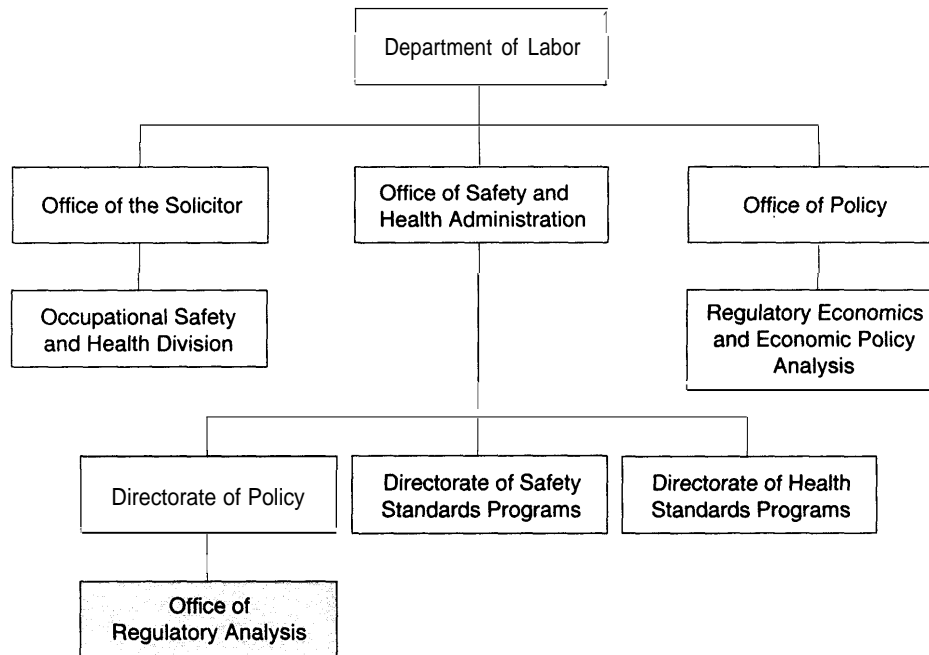 Department of Labor
Office of the Solicitor
Office of Safety and
Health Administration
Office of Policy
Occupational Safety
and Health Division
Regulatory Economics
and Economic Policy
Analysis
Directorate of Policy
Directorate of Safety
Standards Programs
Directorate of Health
Standards Programs
Office of
Regulatory Analysis